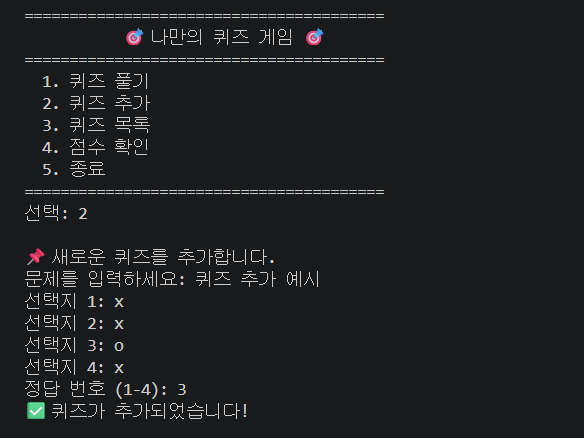 ========================================
🎯 나만의 퀴즈 게임 🎯
========================================
1. 퀴즈 풀기
2. 퀴즈 추가
3. 퀴즈 목록
4. 점수 확인
5. 종료
========================================
선택: 2
📌 새로운 퀴즈를 추가합니다.
문제를 입력하세요: 퀴즈 추가 예시
선택지 1: x
선택지 2: x
선택지 3: o
선택지 4: x
정답 번호 (1-4): 3
✅ 퀴즈가 추가되었습니다!